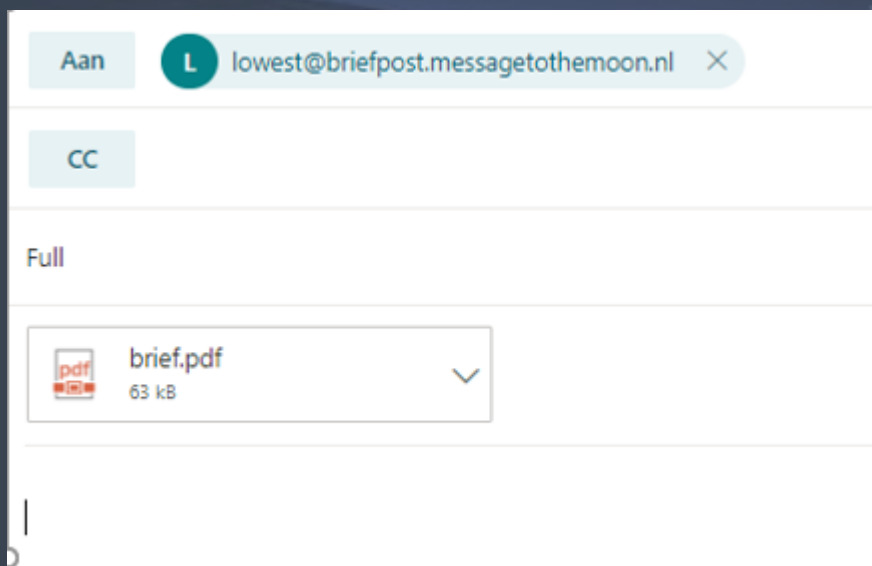 Aan
L lowest@briefpost.messagetothemoon.nl
CC
Full
pdf brief.pdf
63 kB